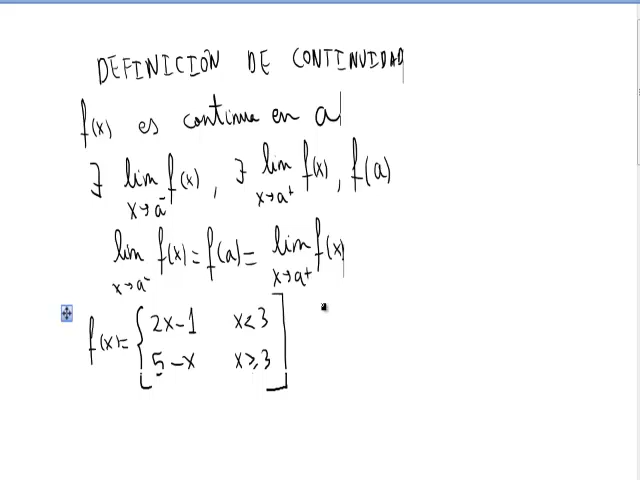 DEFINICION DE CONTINUIDAD
f(x) es continua en a
∃ lim x→a⁻ f(x), ∃ lim x→a⁺ f(x), f(a)
lim x→a⁻ f(x) = f(a) = lim x→a⁺ f(x)
f(x) = { 2x-1 x<3
5-x x≥3